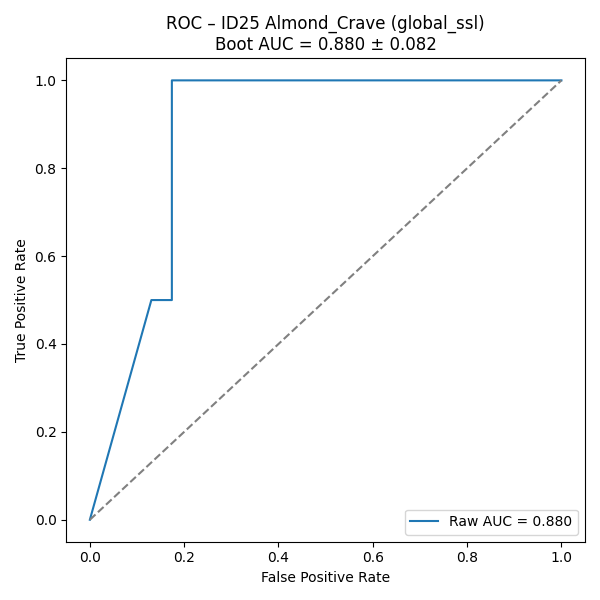 ROC – ID25 Almond_Crave (global_ssl)
Boot AUC = 0.880 ± 0.082
1.0
0.8
0.6
0.4
0.2
0.0
True Positive Rate
Raw AUC = 0.880
0.0 0.2 0.4 0.6 0.8 1.0
False Positive Rate